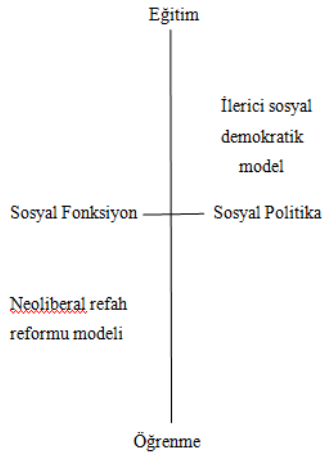 Eğitim
İlerici sosyal
demokratik
model
Sosyal Fonksiyon
Sosyal Politika
Neoliberal refah
reformu modeli
Öğrenme